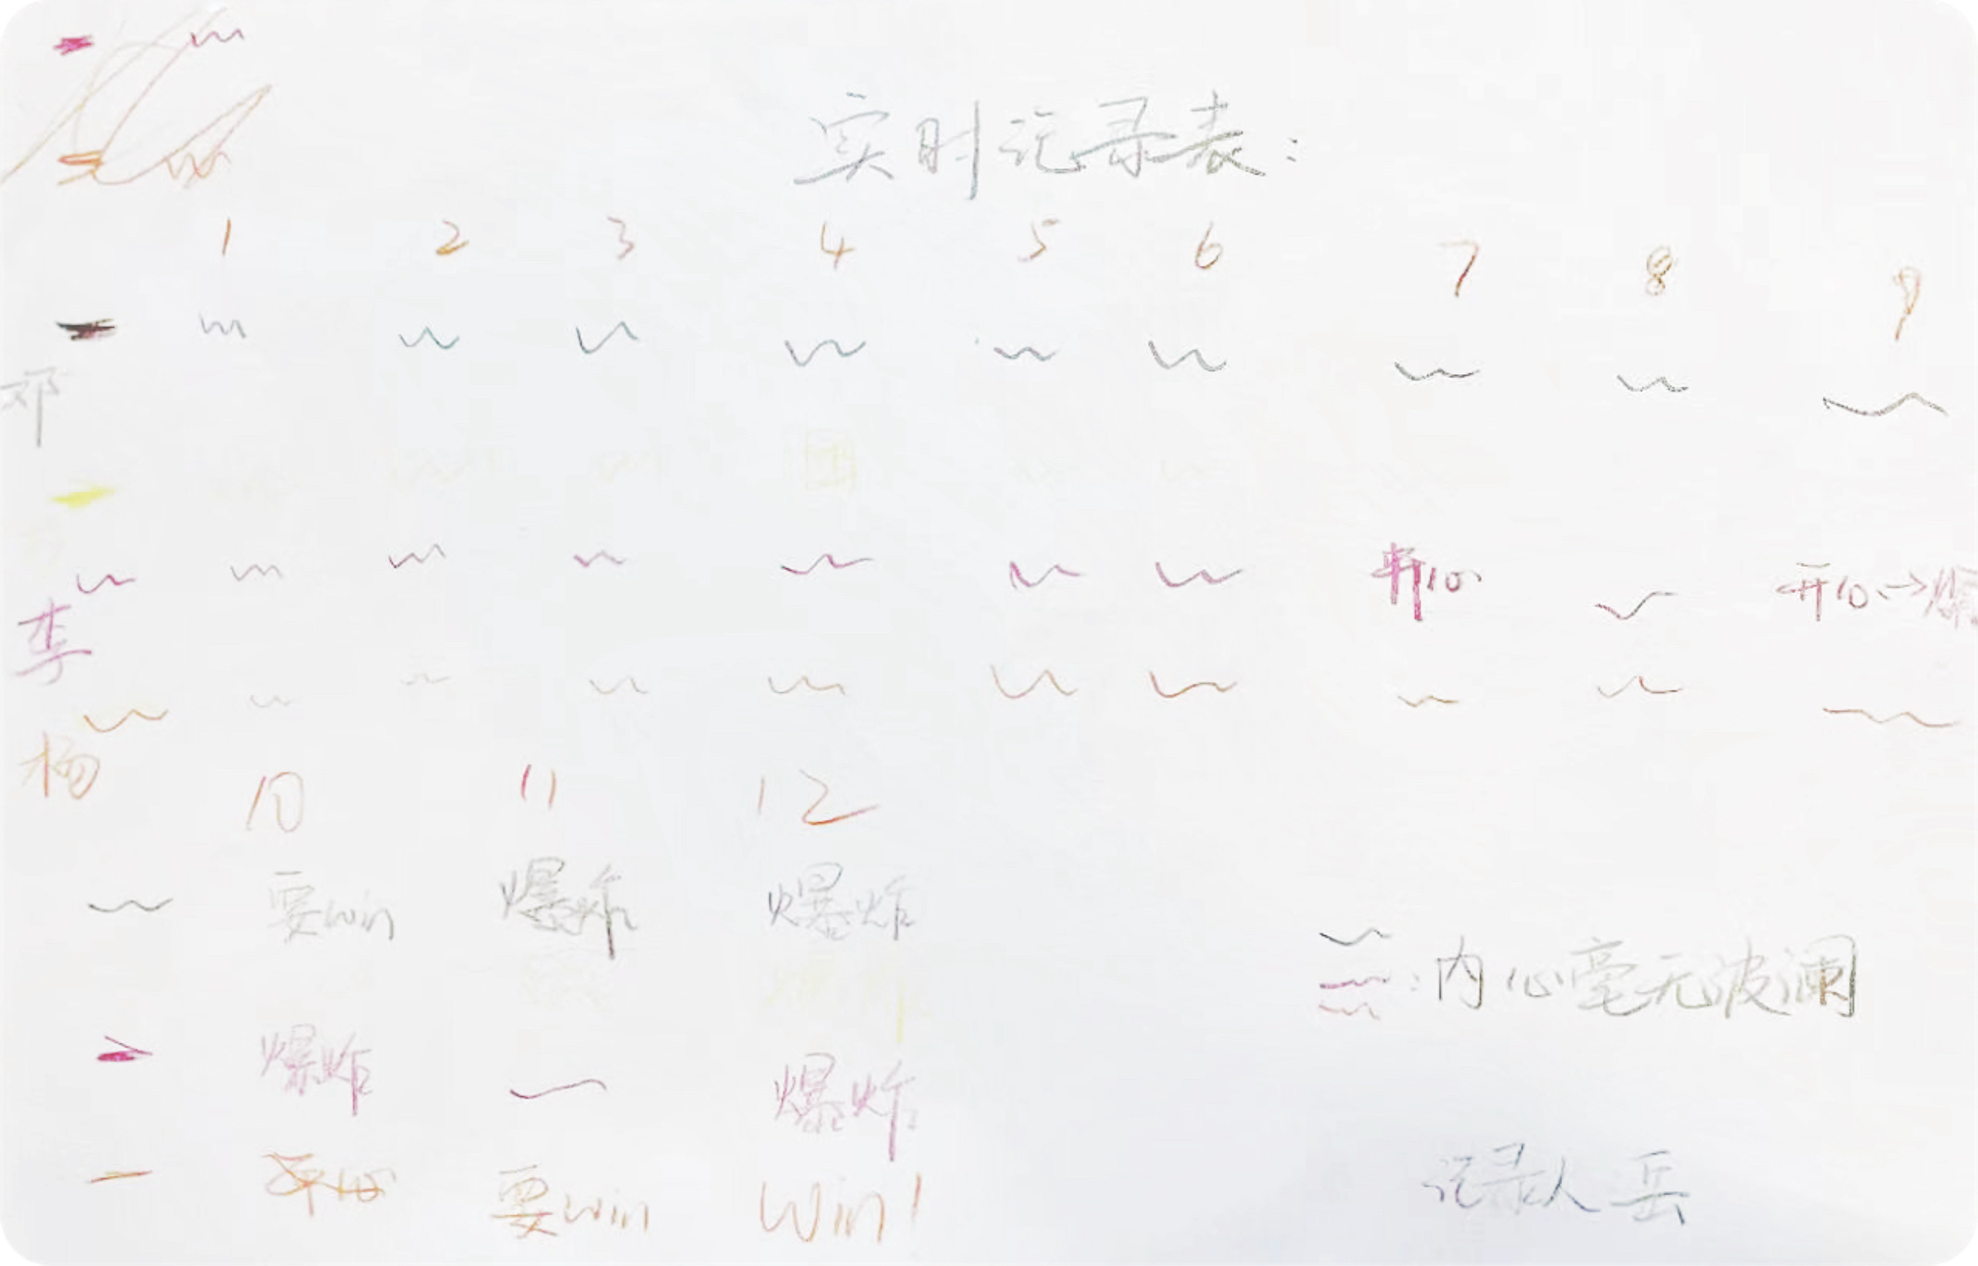 实时记录表:
1 2 3 4 5 6 7 8 9
邓
开心 开心→爆
李
杨
10 11 12
要win 爆炸 爆炸
:内心毫无波澜
爆炸 爆炸
开心 要win Win!
记录人 岳